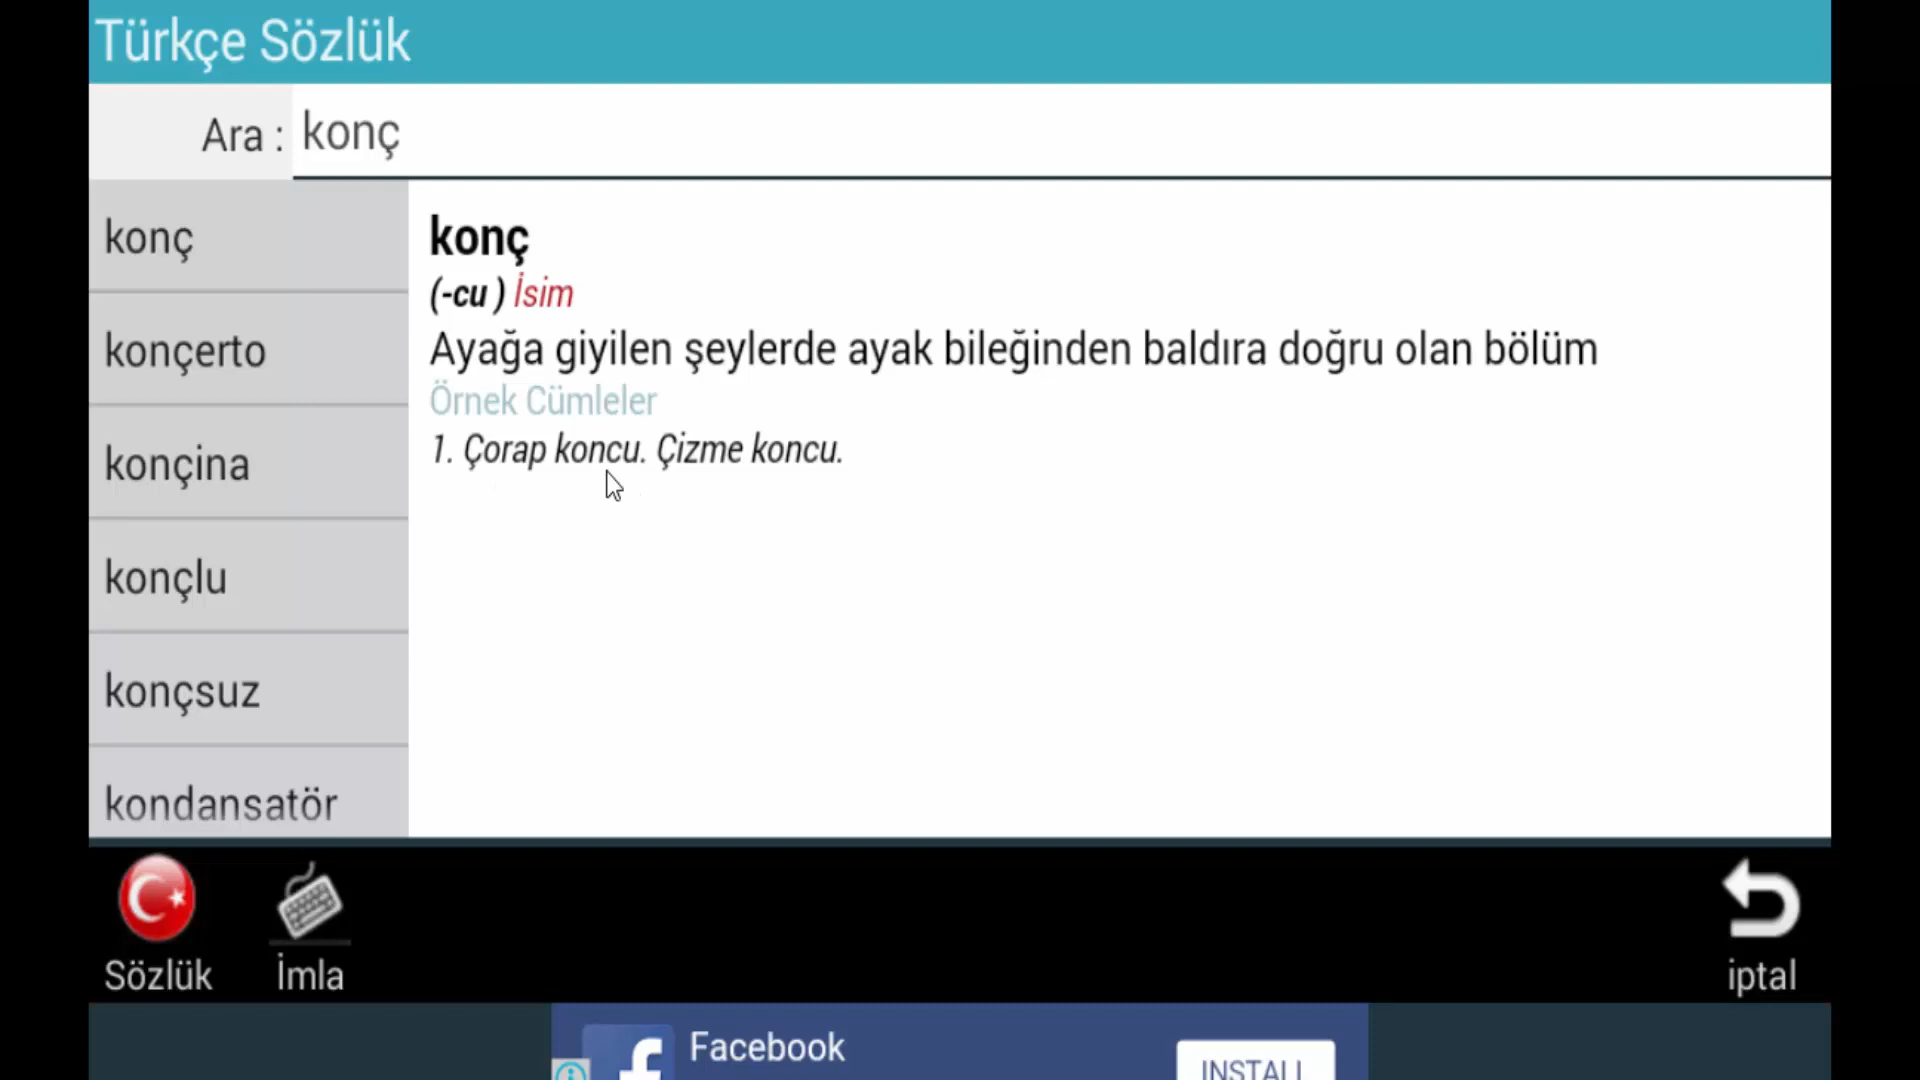 Türkçe Sözlük
Ara : konç
konç
konçerto
konçina
konçlu
konçsuz
kondansatör
konç
(-cu ) İsim
Ayağa giyilen şeylerde ayak bileğinden baldıra doğru olan bölüm
Örnek Cümleler
1. Çorap koncu. Çizme koncu.
Sözlük
İmla
iptal
Facebook
INSTALL